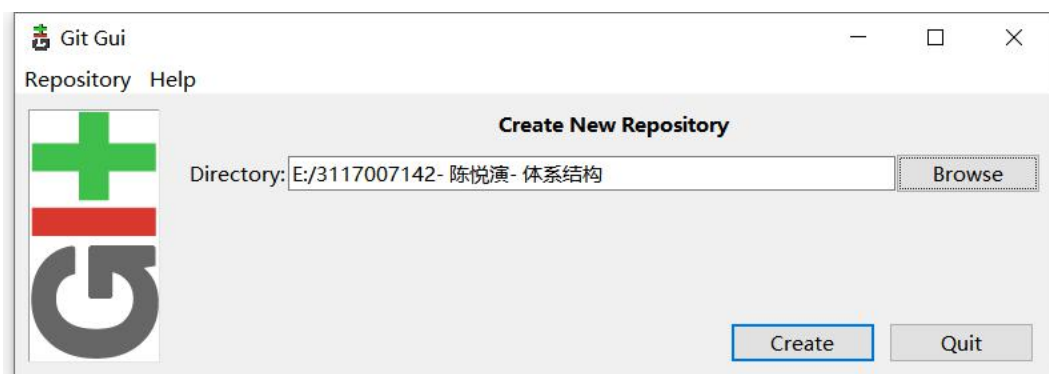 Git Gui
Repository Help
Create New Repository
Directory: E:/3117007142- 陈悦演- 体系结构 Browse
Create Quit
GIt